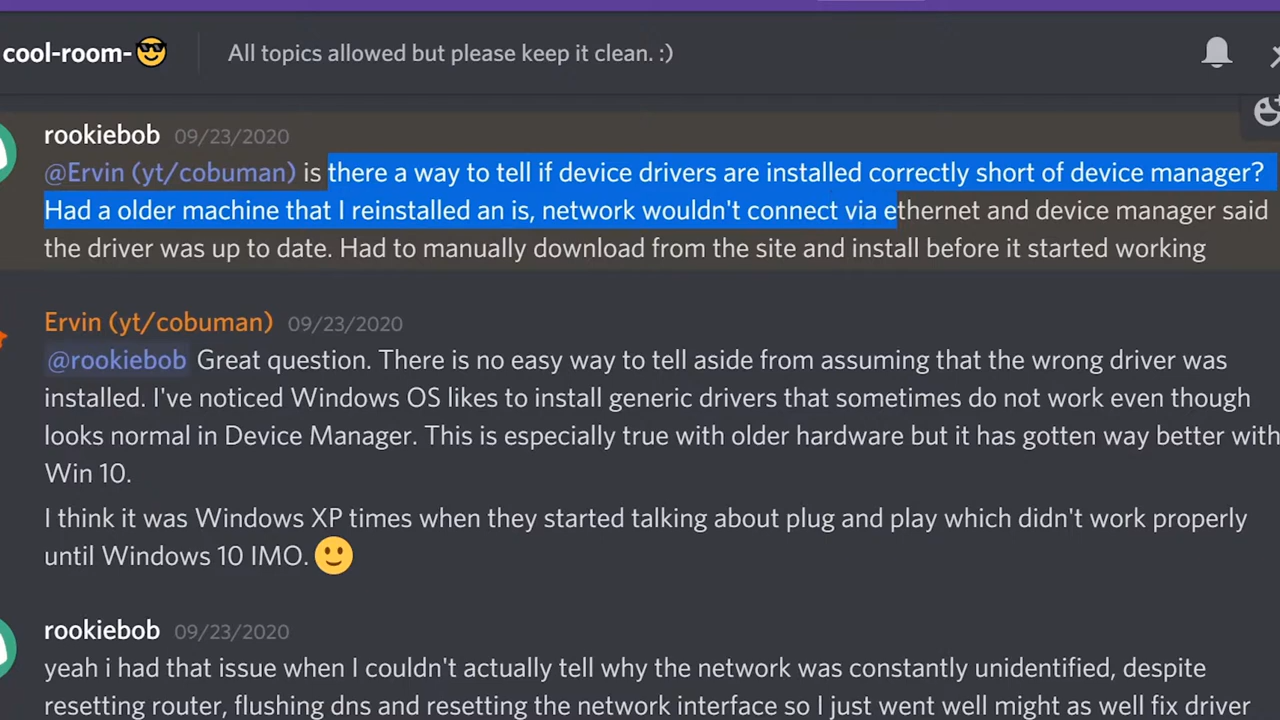 cool-room-😎 All topics allowed but please keep it clean. :)
rookiebob 09/23/2020
@Ervin (yt/cobuman) is there a way to tell if device drivers are installed correctly short of device manager?
Had a older machine that I reinstalled an is, network wouldn't connect via ethernet and device manager said
the driver was up to date. Had to manually download from the site and install before it started working
Ervin (yt/cobuman) 09/23/2020
@rookiebob Great question. There is no easy way to tell aside from assuming that the wrong driver was
installed. I've noticed Windows OS likes to install generic drivers that sometimes do not work even though
looks normal in Device Manager. This is especially true with older hardware but it has gotten way better with
Win 10.
I think it was Windows XP times when they started talking about plug and play which didn't work properly
until Windows 10 IMO. 🙂
rookiebob 09/23/2020
yeah i had that issue when I couldn't actually tell why the network was constantly unidentified, despite
resetting router, flushing dns and resetting the network interface so I just went well might as well fix driver